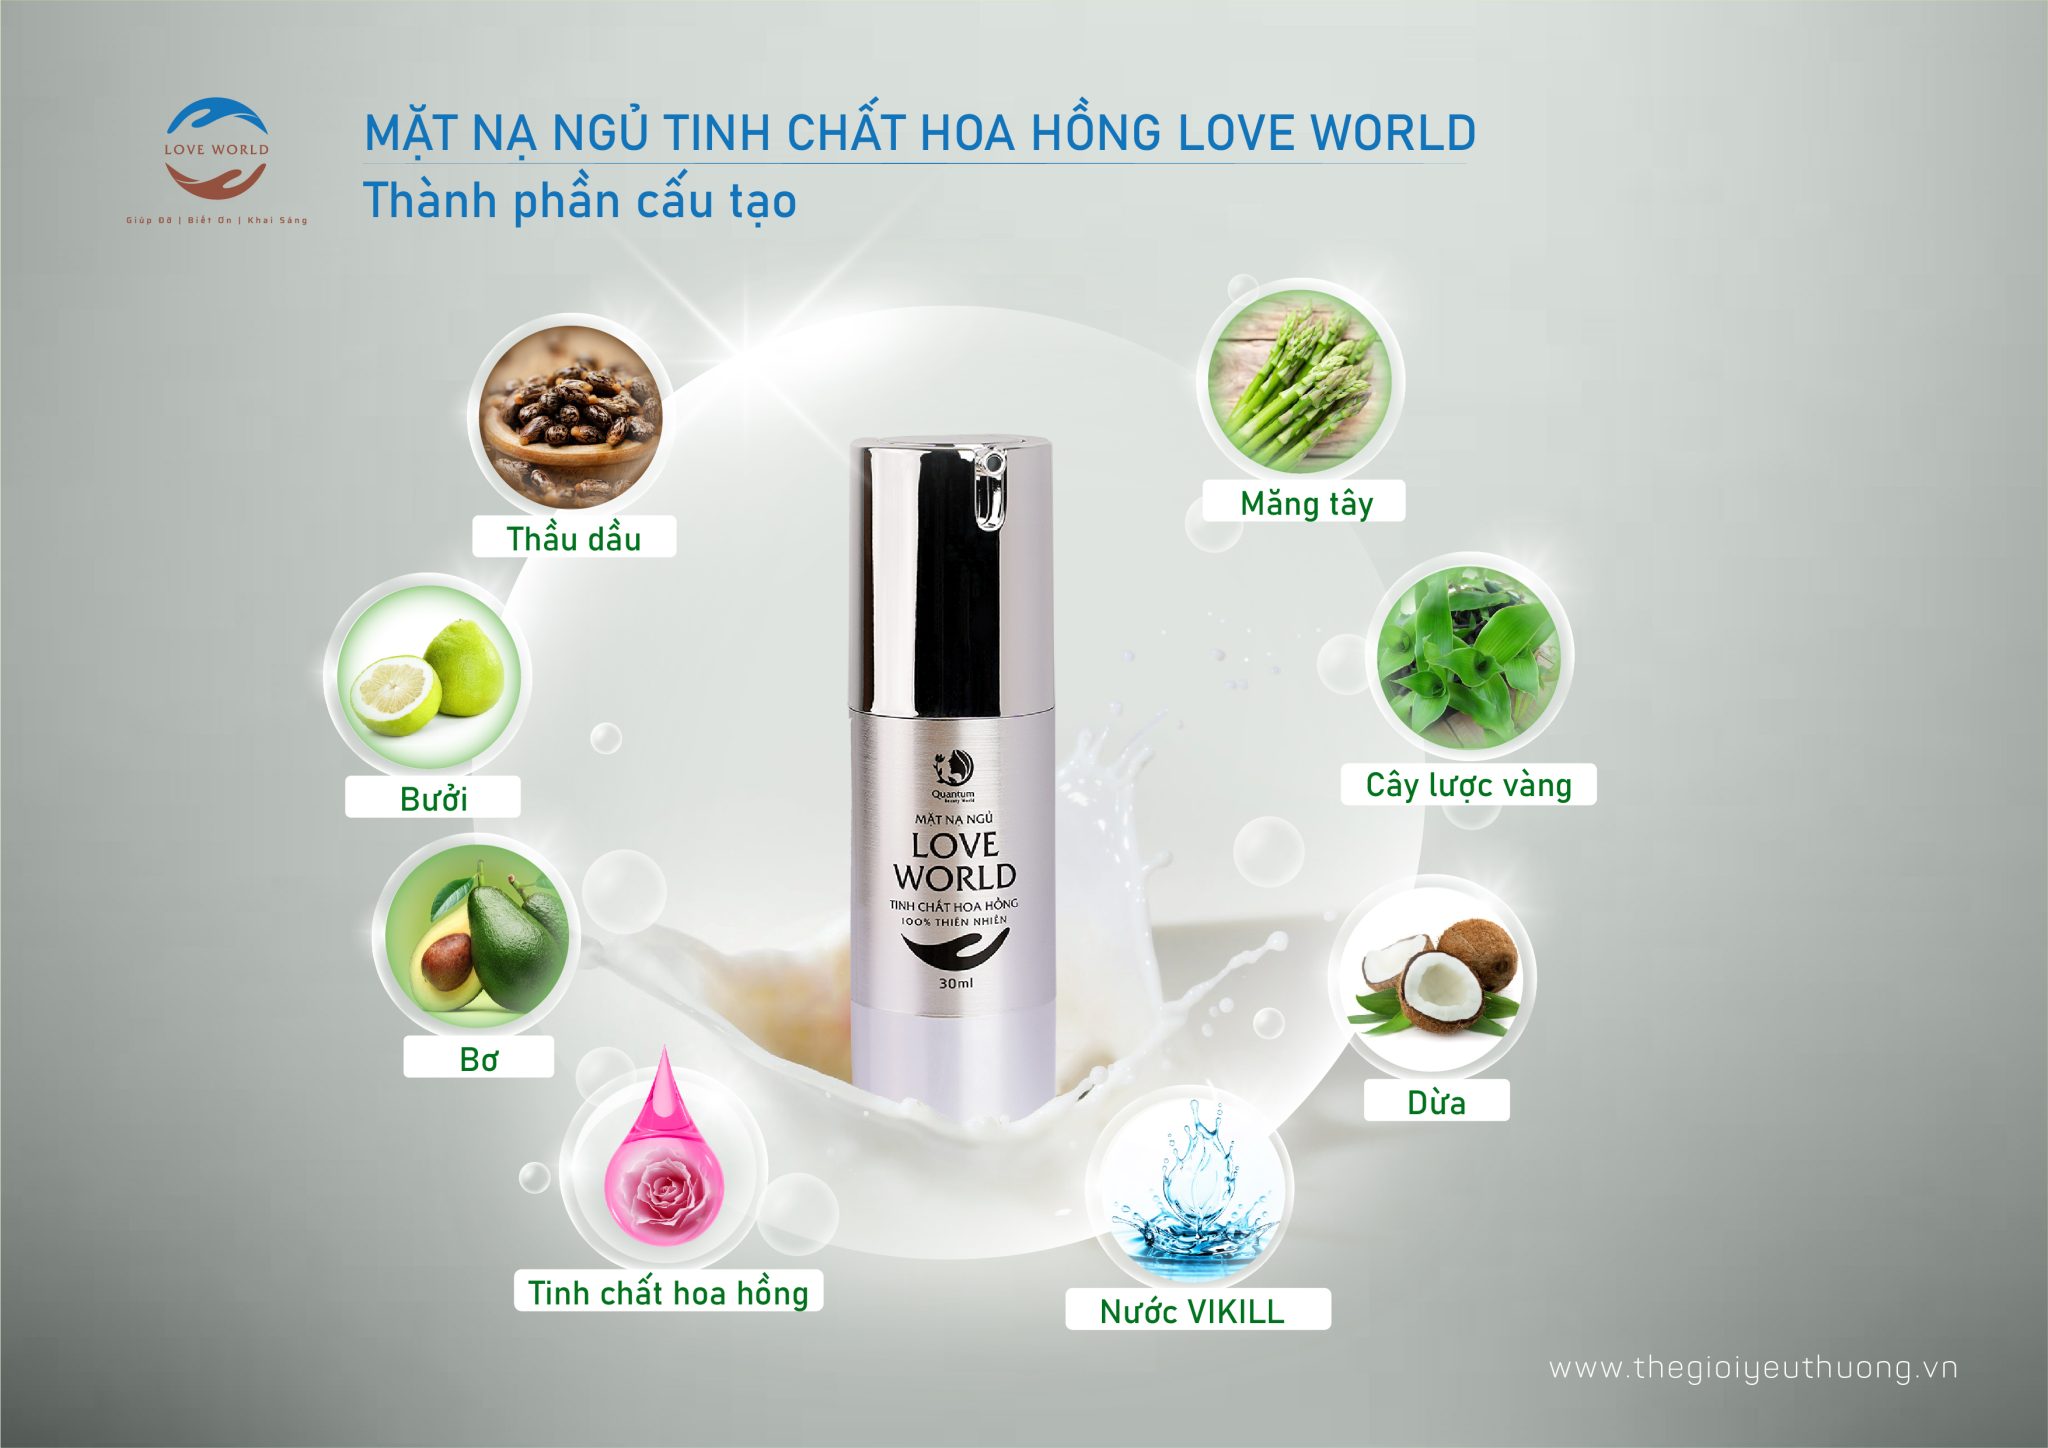 LOVE WORLD
Giúp Đỡ | Biết Ơn | Khai Sáng
MẶT NẠ NGỦ TINH CHẤT HOA HỒNG LOVE WORLD
Thành phần cấu tạo
Thầu dầu
Măng tây
Bưởi
Cây lược vàng
Bơ
Dừa
Tinh chất hoa hồng
Nước VIKILL
Quantum
Beauty World
MẶT NẠ NGỦ
LOVE
WORLD
TINH CHẤT HOA HỒNG
100% THIÊN NHIÊN
30ml
www.thegioiyeuthuong.vn